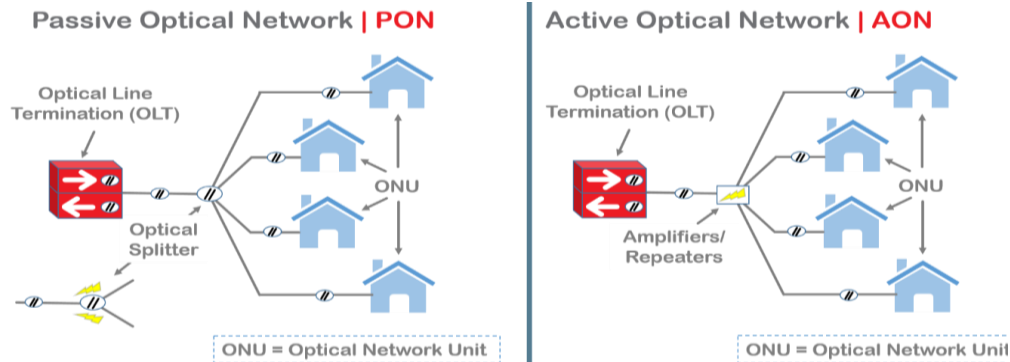 Passive Optical Network | PON
Optical Line
Termination (OLT)
ONU
Optical
Splitter
ONU = Optical Network Unit
Active Optical Network | AON
Optical Line
Termination (OLT)
ONU
Amplifiers/
Repeaters
ONU = Optical Network Unit